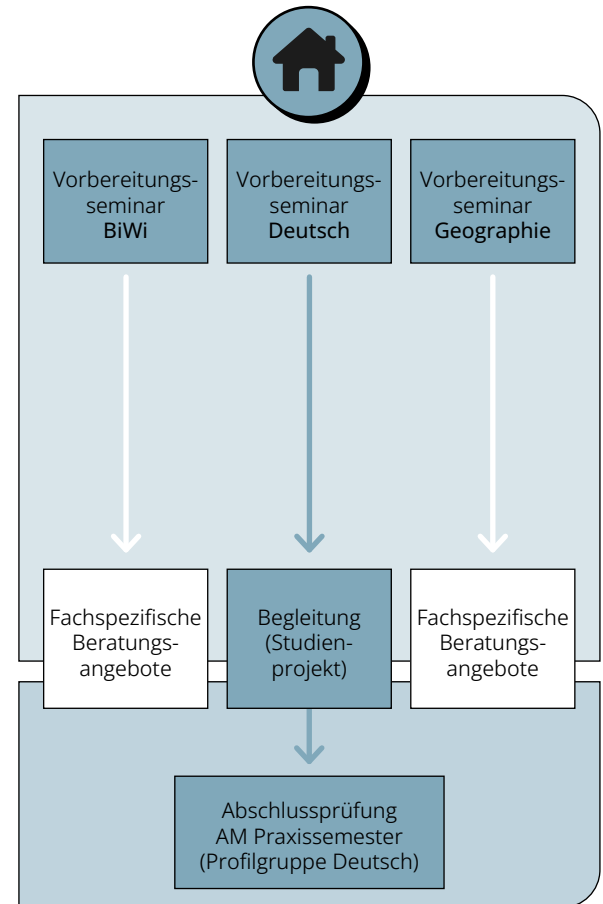 Vorbereitungs-
seminar
BiWi
Vorbereitungs-
seminar
Deutsch
Vorbereitungs-
seminar
Geographie
Fachspezifische
Beratungs-
angebote
Begleitung
(Studien-
projekt)
Fachspezifische
Beratungs-
angebote
Abschlussprüfung
AM Praxissemester
(Profilgruppe Deutsch)